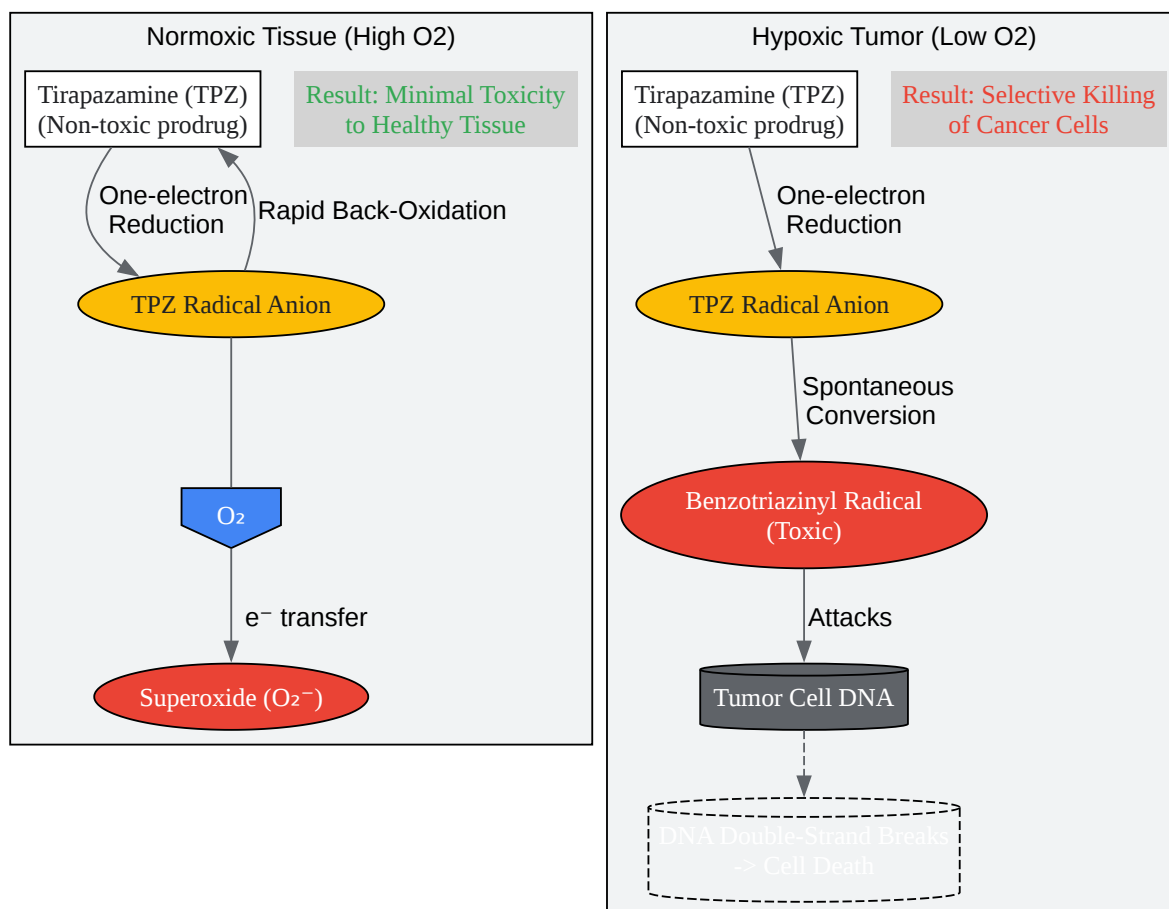 Normoxic Tissue (High O2)
Tirapazamine (TPZ)
(Non-toxic prodrug)
Result: Minimal Toxicity
to Healthy Tissue
One-electron
Reduction
Rapid Back-Oxidation
TPZ Radical Anion
O₂
e⁻ transfer
Superoxide (O₂⁻)
Hypoxic Tumor (Low O2)
Tirapazamine (TPZ)
(Non-toxic prodrug)
Result: Selective Killing
of Cancer Cells
One-electron
Reduction
TPZ Radical Anion
Spontaneous
Conversion
Benzotriazinyl Radical
(Toxic)
Attacks
Tumor Cell DNA
DNA Double-Strand Breaks
-> Cell Death